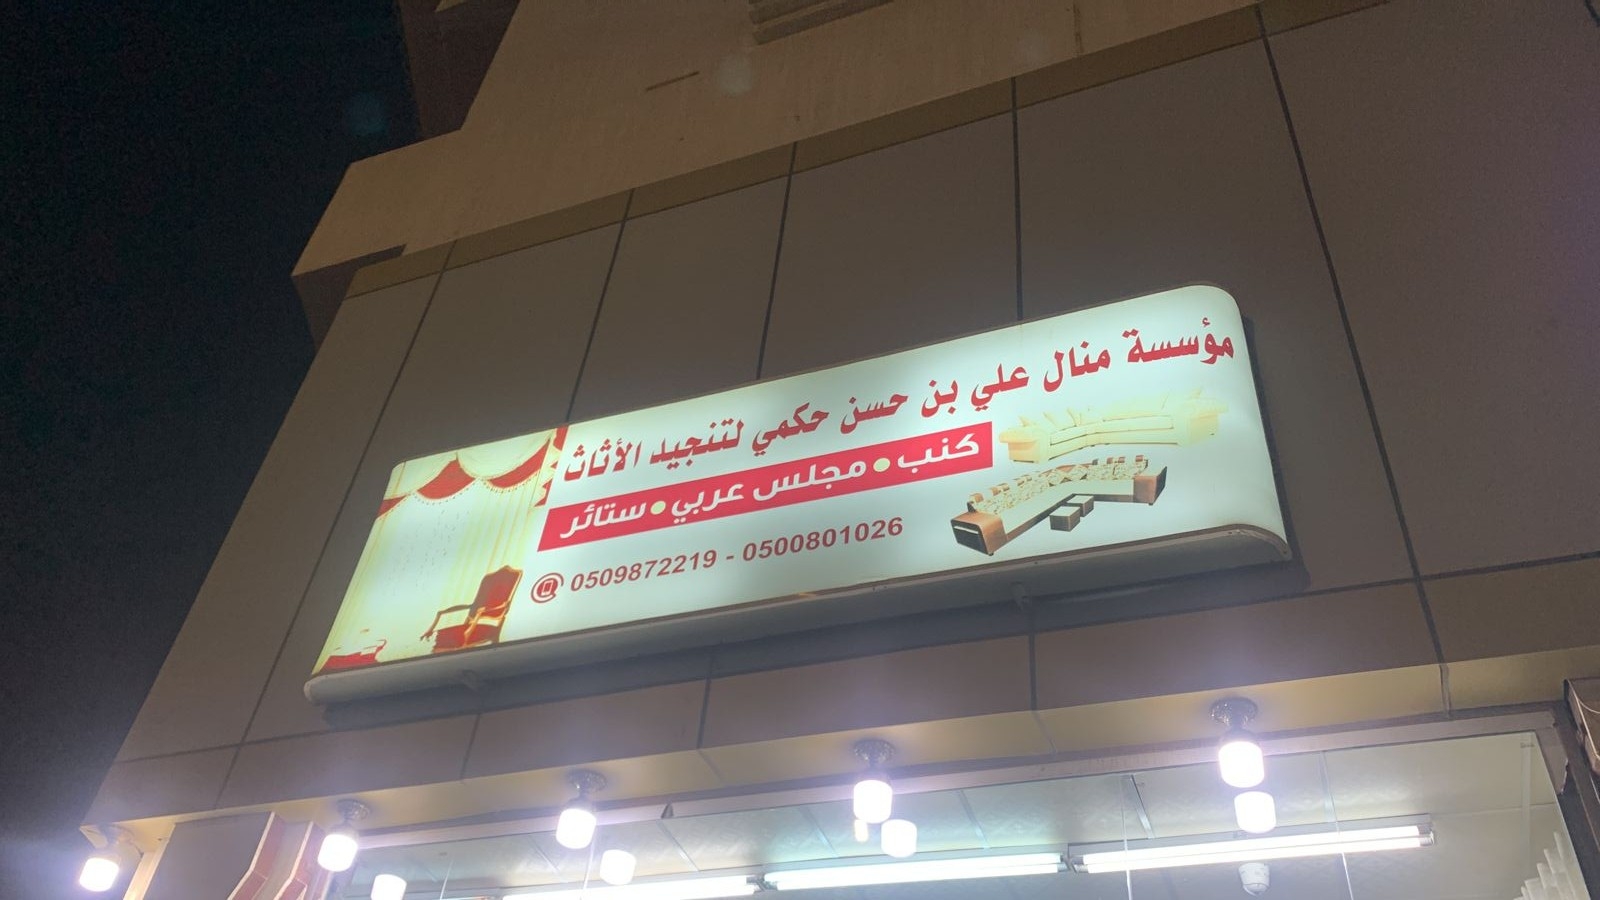 مؤسسة منال علي بن حسن حكمي لتنجيد الأثاث
كنب • مجلس عربي • ستائر
0509872219 - 0500801026